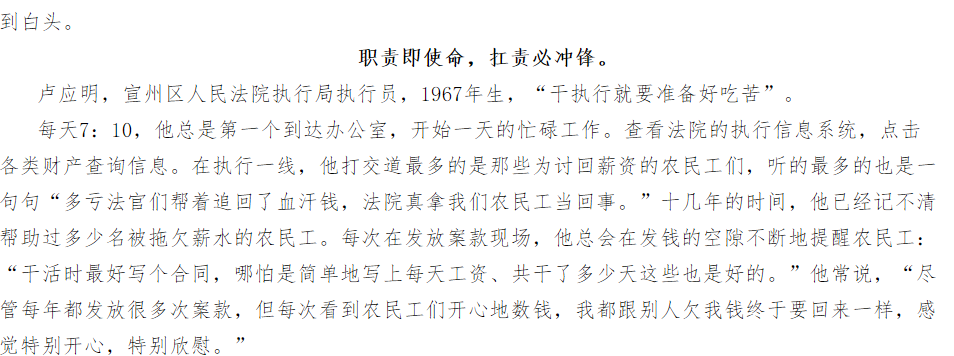 到白头。
职责即使命，扛责必冲锋。
卢应明，宣州区人民法院执行局执行员，1967年生，“干执行就要准备好吃苦”。
每天7：10，他总是第一个到达办公室，开始一天的忙碌工作。查看法院的执行信息系统，点击
各类财产查询信息。在执行一线，他打交道最多的是那些为讨回薪资的农民工们，听的最多的也是一
句句“多亏法官们帮着追回了血汗钱，法院真拿我们农民工当回事。”十几年的时间，他已经记不清
帮助过多少名被拖欠薪水的农民工。每次在发放案款现场，他总会在发钱的空隙不断地提醒农民工：
“干活时最好写个合同，哪怕是简单地写上每天工资、共干了多少天这些也是好的。”他常说，“尽
管每年都发放很多次案款，但每次看到农民工们开心地数钱，我都跟别人欠我钱终于要回来一样，感
觉特别开心，特别欣慰。”